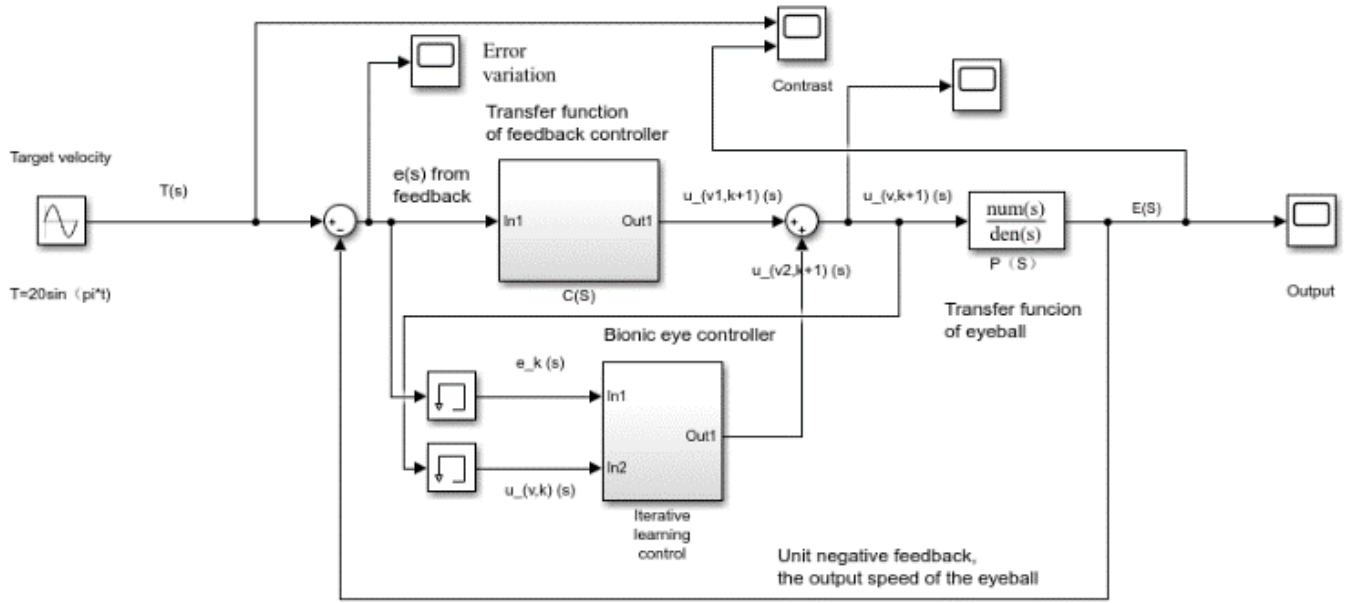 Error
variation
Contrast
Transfer function
of feedback controller
Target velocity
T(s)
e(s) from
feedback
u_(v1,k+1) (s)
u_(v,k+1) (s)
E(S)
In1
Out1
num(s)
den(s)
u_(v2,k+1) (s)
P（S）
T=20sin（pi*t)
C(S)
Output
Transfer funcion
of eyeball
Bionic eye controller
e_k (s)
In1
Out1
In2
u_(v,k) (s)
Iterative
learning
control
Unit negative feedback,
the output speed of the eyeball